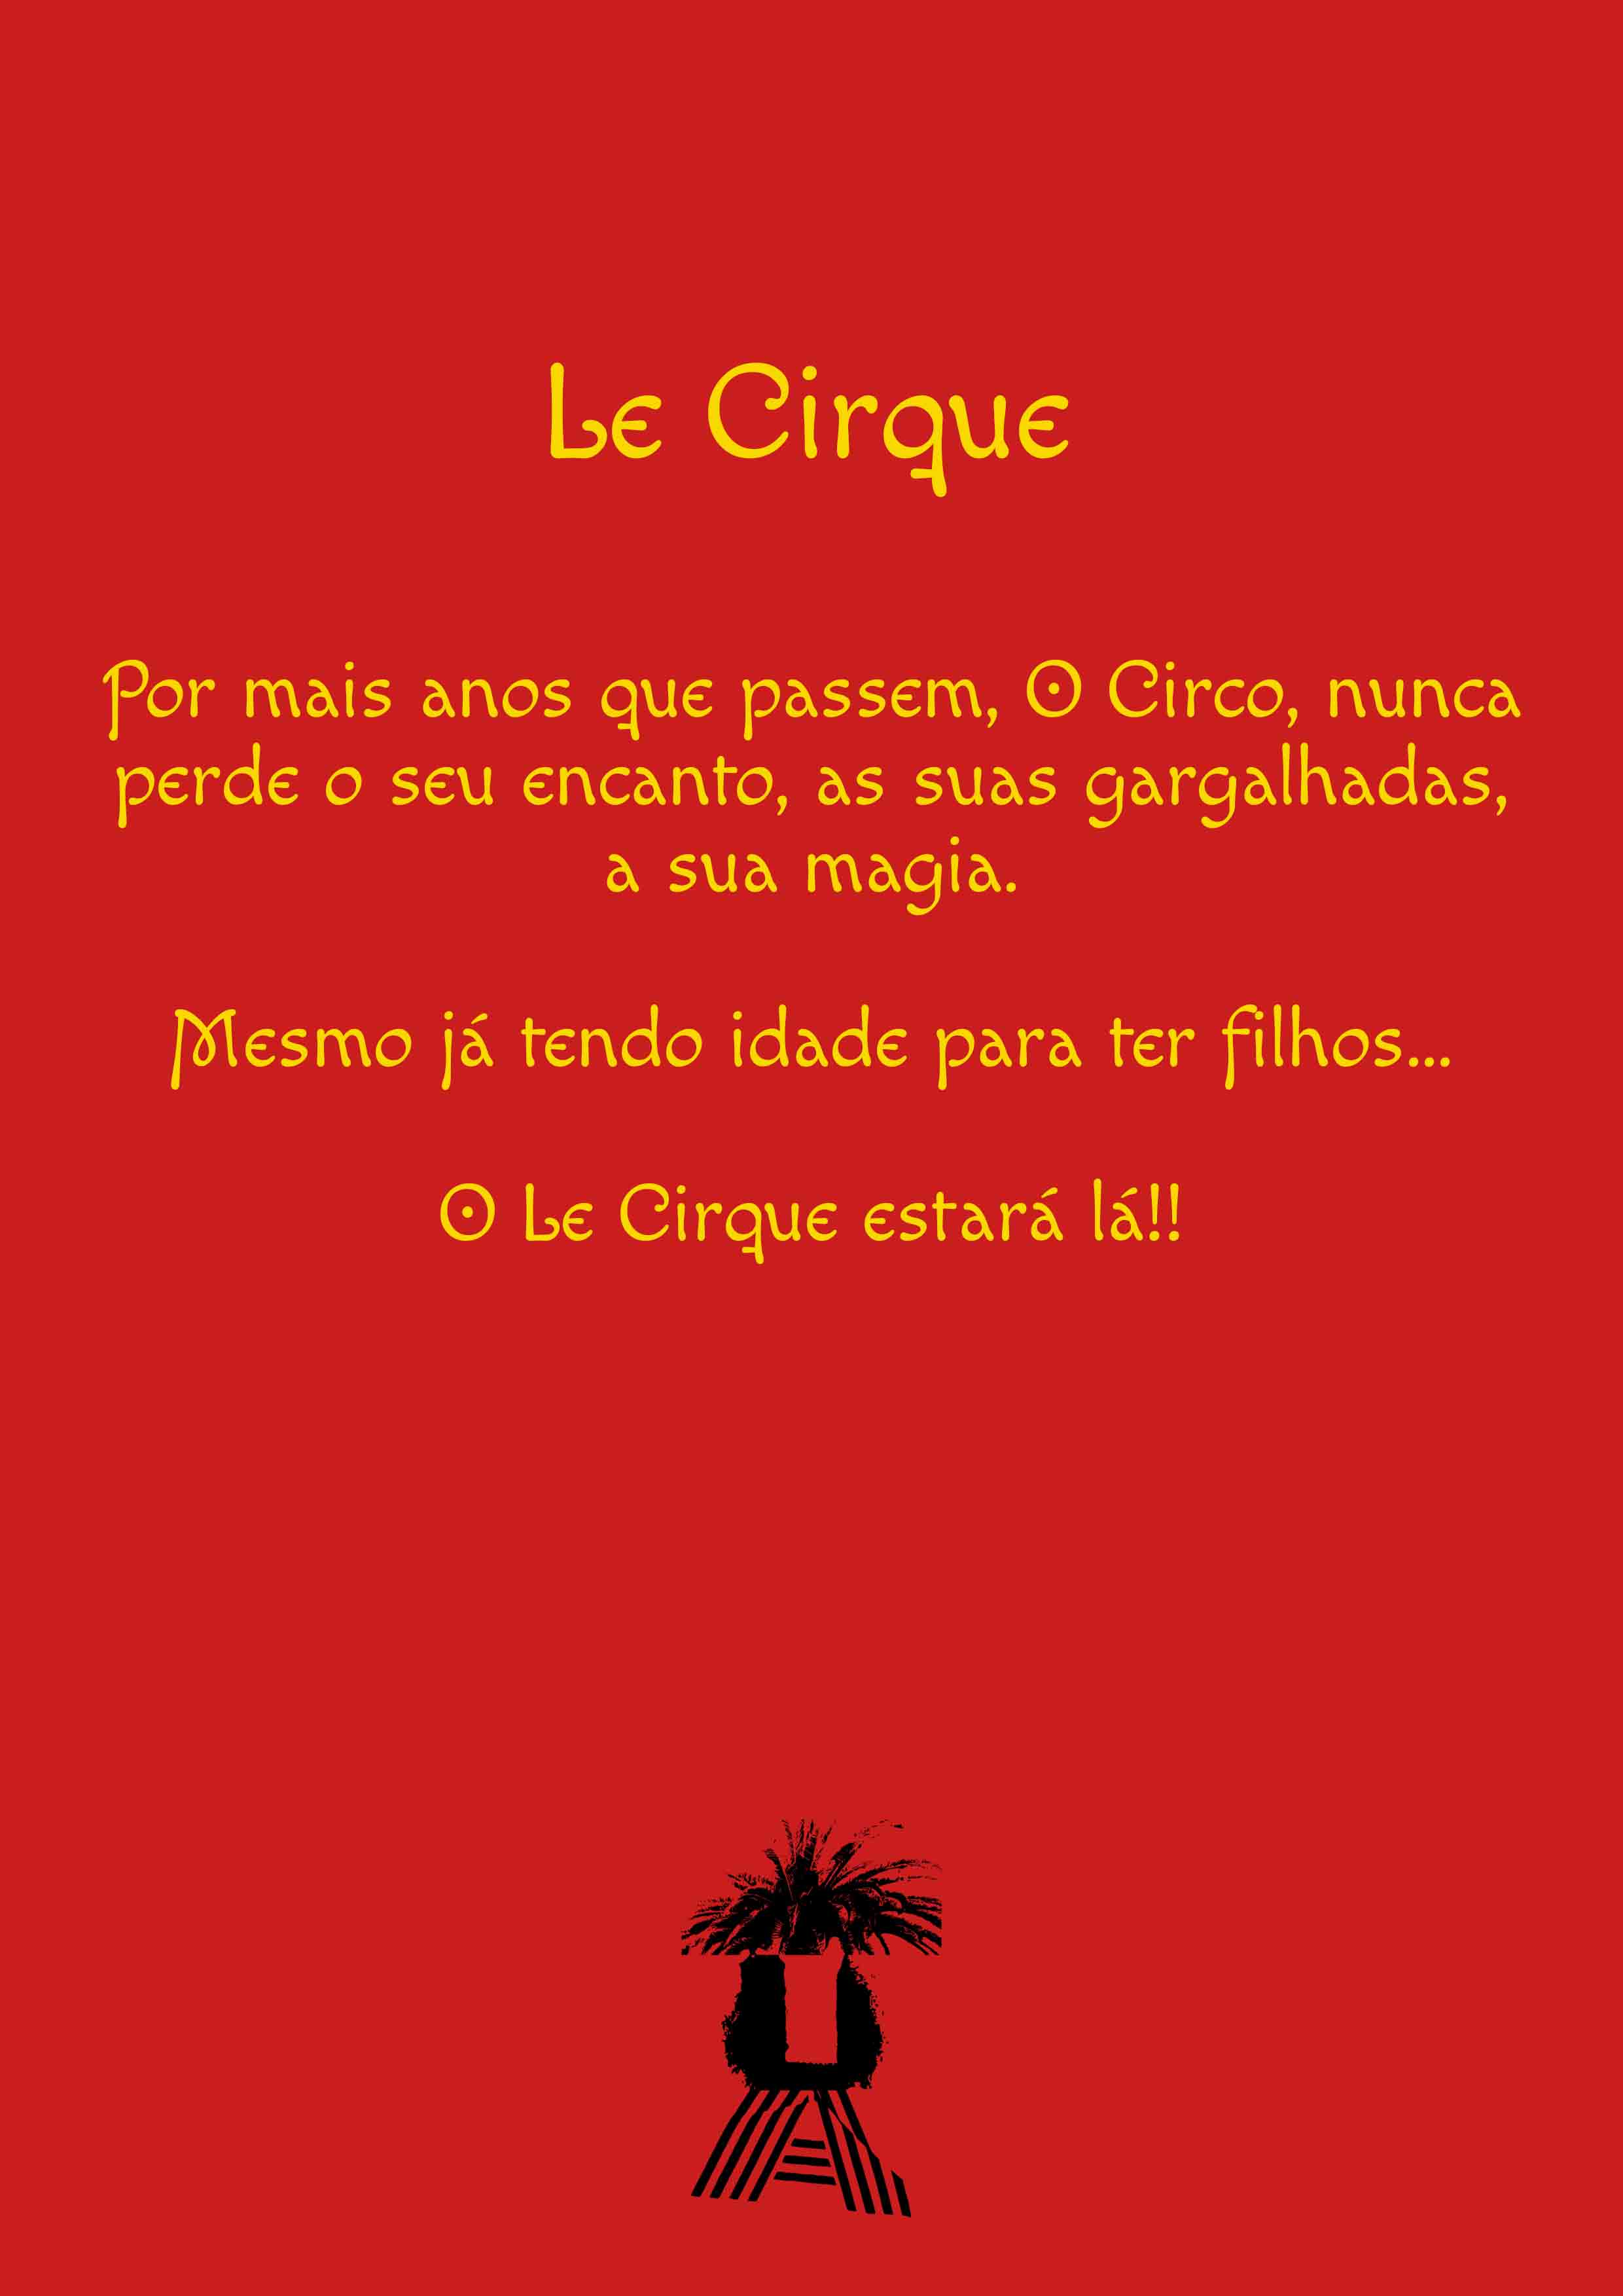 Le Cirque
Por mais anos que passem, O Circo, nunca
perde o seu encanto, as suas gargalhadas,
a sua magia.
Mesmo já tendo idade para ter filhos...
O Le Cirque estará lá!!